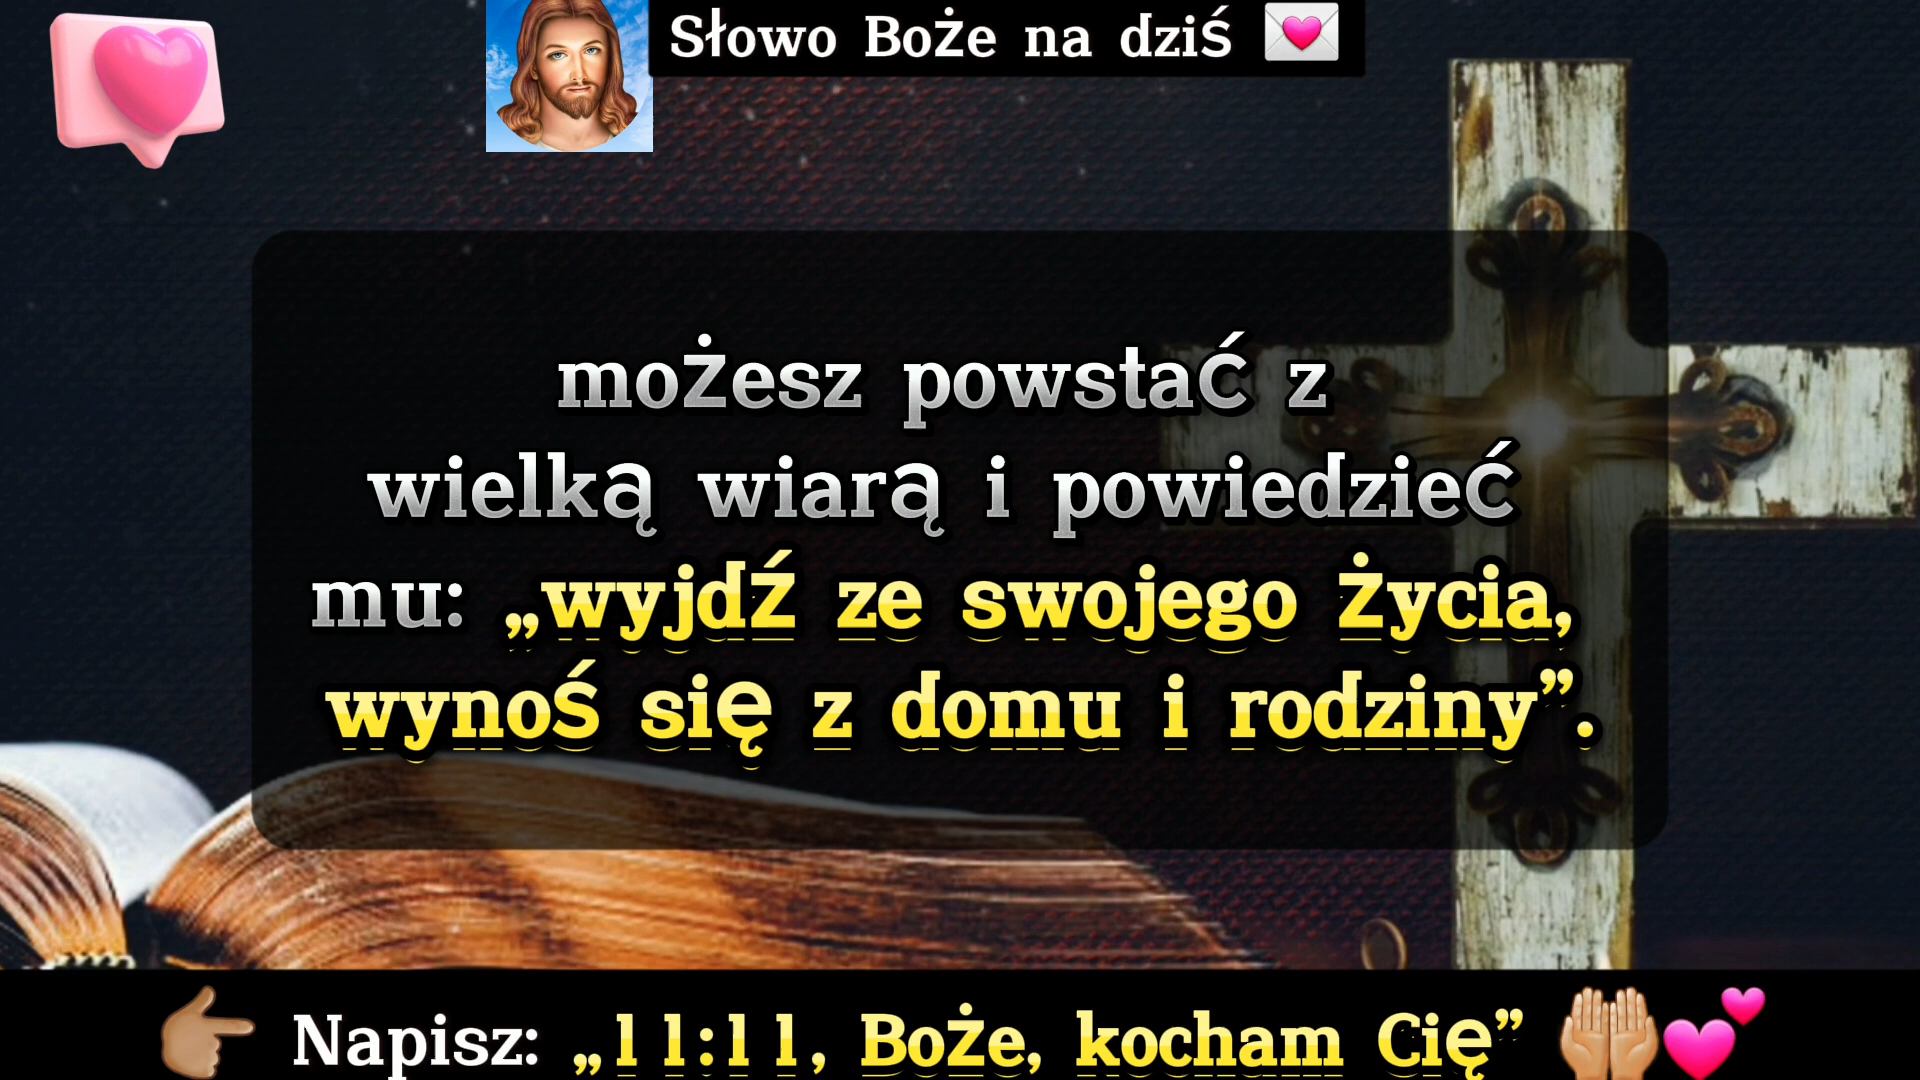 Słowo Boże na dziś
możesz powstać z
wielką wiarą i powiedzieć
mu: „wyjdź ze swojego życia,
wynoś się z domu i rodziny”.
Napisz: „11:11, Boże, kocham Cię”